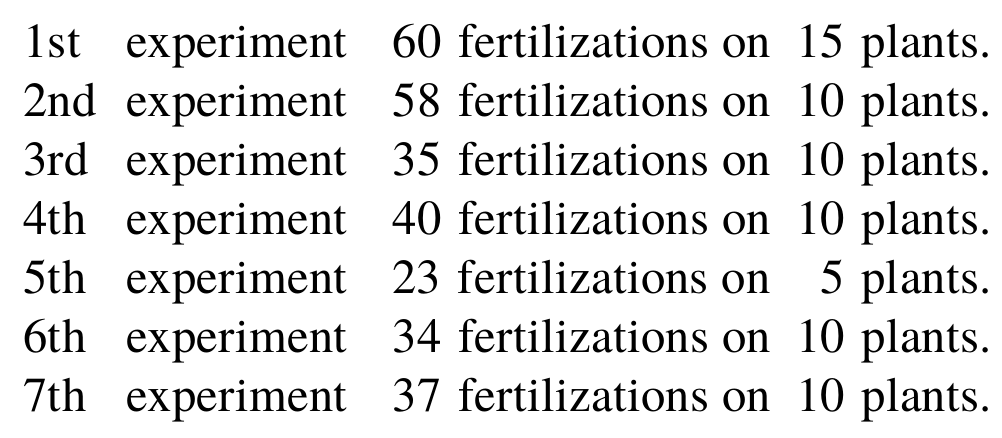 1st experiment 60 fertilizations on 15 plants.
2nd experiment 58 fertilizations on 10 plants.
3rd experiment 35 fertilizations on 10 plants.
4th experiment 40 fertilizations on 10 plants.
5th experiment 23 fertilizations on 5 plants.
6th experiment 34 fertilizations on 10 plants.
7th experiment 37 fertilizations on 10 plants.